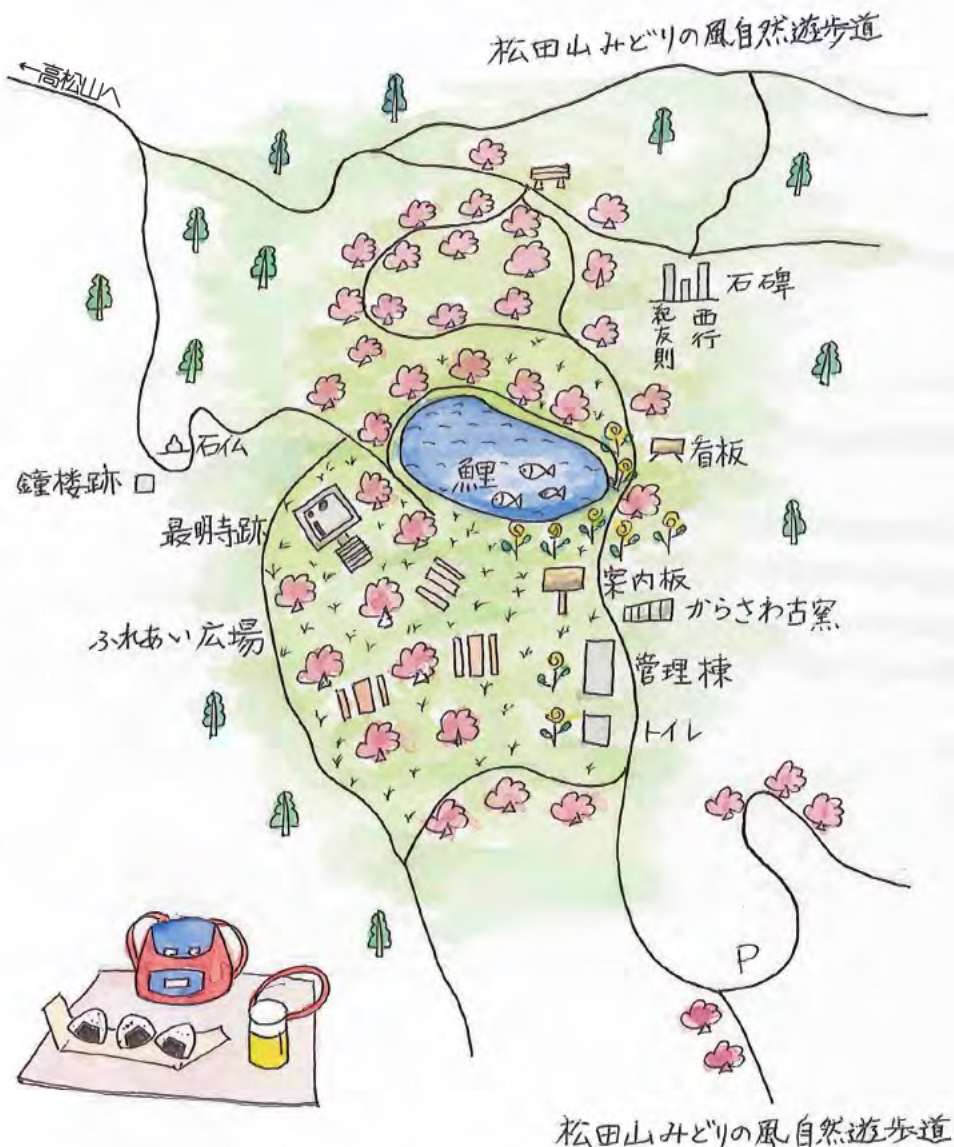 松田山みどりの風自然遊歩道
←高松山へ
石碑
紀友則
西行
石仏
看板
鐘楼跡
鯉
最明寺跡
案内板
からさわ古窯
ふれあい広場
管理棟
トイレ
P
松田山みどりの風自然遊歩道